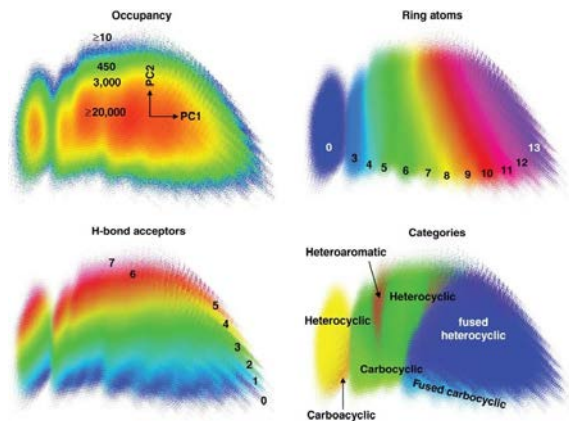 Occupancy
≥10
450
3,000
≥20,000
PC2
PC1
0
3
4
5
6
7
8
9
10
11
12
13
H-bond acceptors
7
6
5
4
3
2
1
0
Categories
Heteroaromatic
Heterocyclic
Heterocyclic
fused
heterocyclic
Carbocyclic
Fused carbocyclic
Carboacyclic
Ring atoms